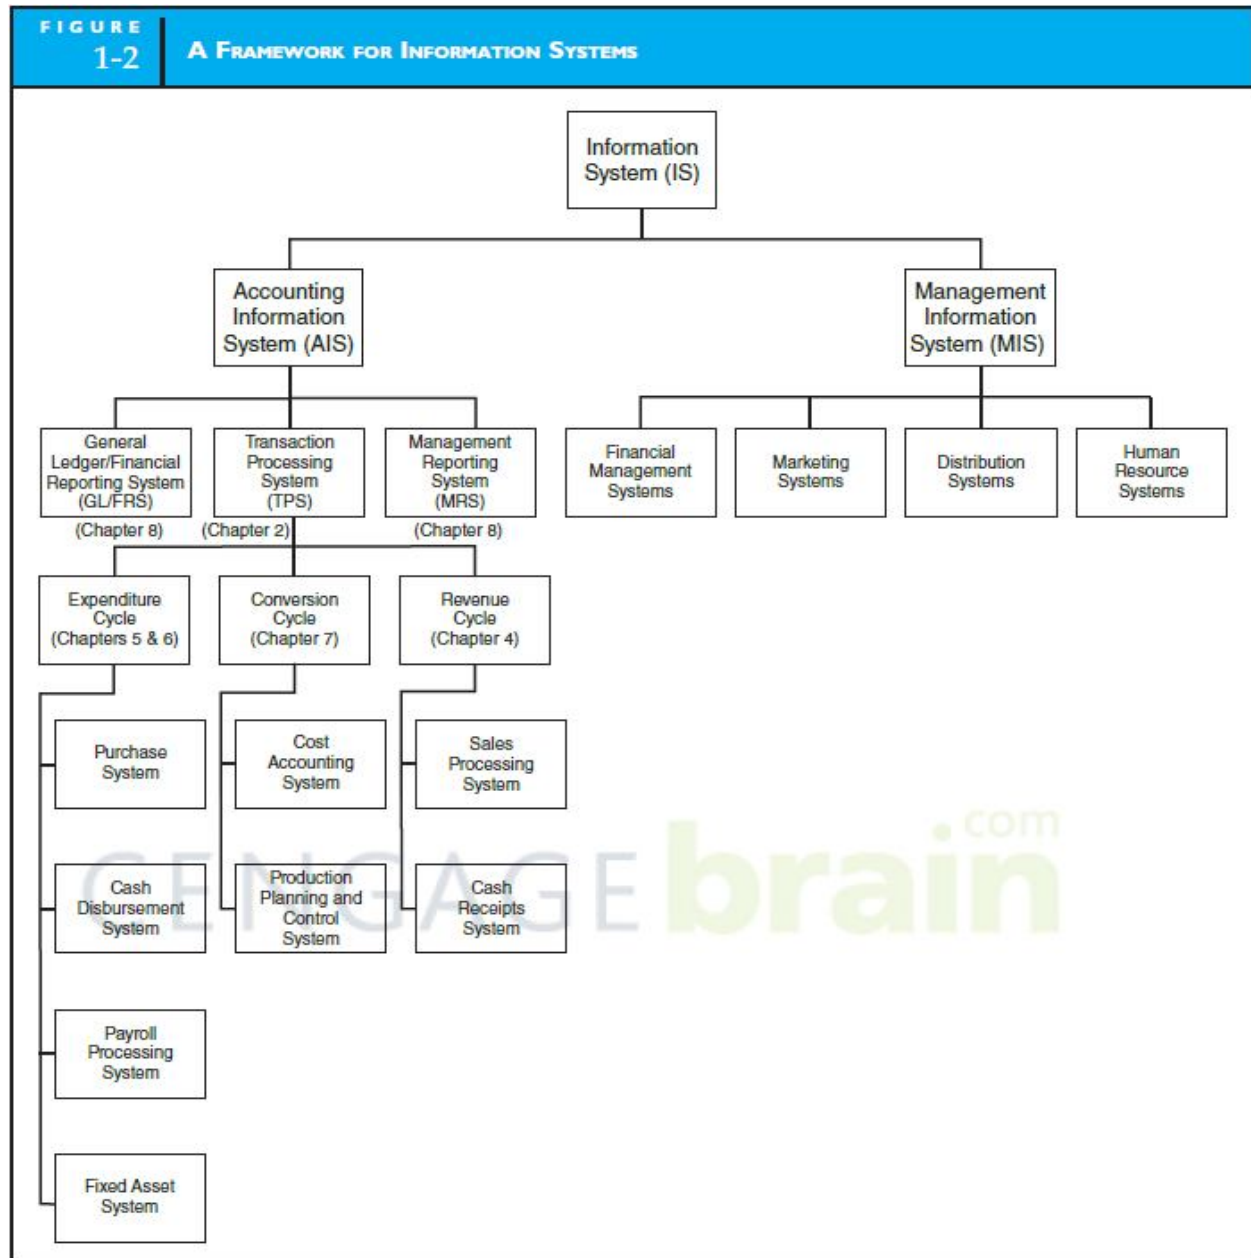 FIGURE
1-2
A FRAMEWORK FOR INFORMATION SYSTEMS
Information
System (IS)
Accounting
Information
System (AIS)
Management
Information
System (MIS)
General
Ledger/Financial
Reporting System
(GL/FRS)
(Chapter 8)
Transaction
Processing
System
(TPS)
(Chapter 2)
Management
Reporting
System
(MRS)
(Chapter 8)
Financial
Management
Systems
Marketing
Systems
Distribution
Systems
Human
Resource
Systems
Expenditure
Cycle
(Chapters 5 & 6)
Conversion
Cycle
(Chapter 7)
Revenue
Cycle
(Chapter 4)
Purchase
System
Cost
Accounting
System
Sales
Processing
System
Cash
Disbursement
System
Production
Planning and
Control
System
Cash
Receipts
System
Payroll
Processing
System
Fixed Asset
System
CENGAGEbrain.com